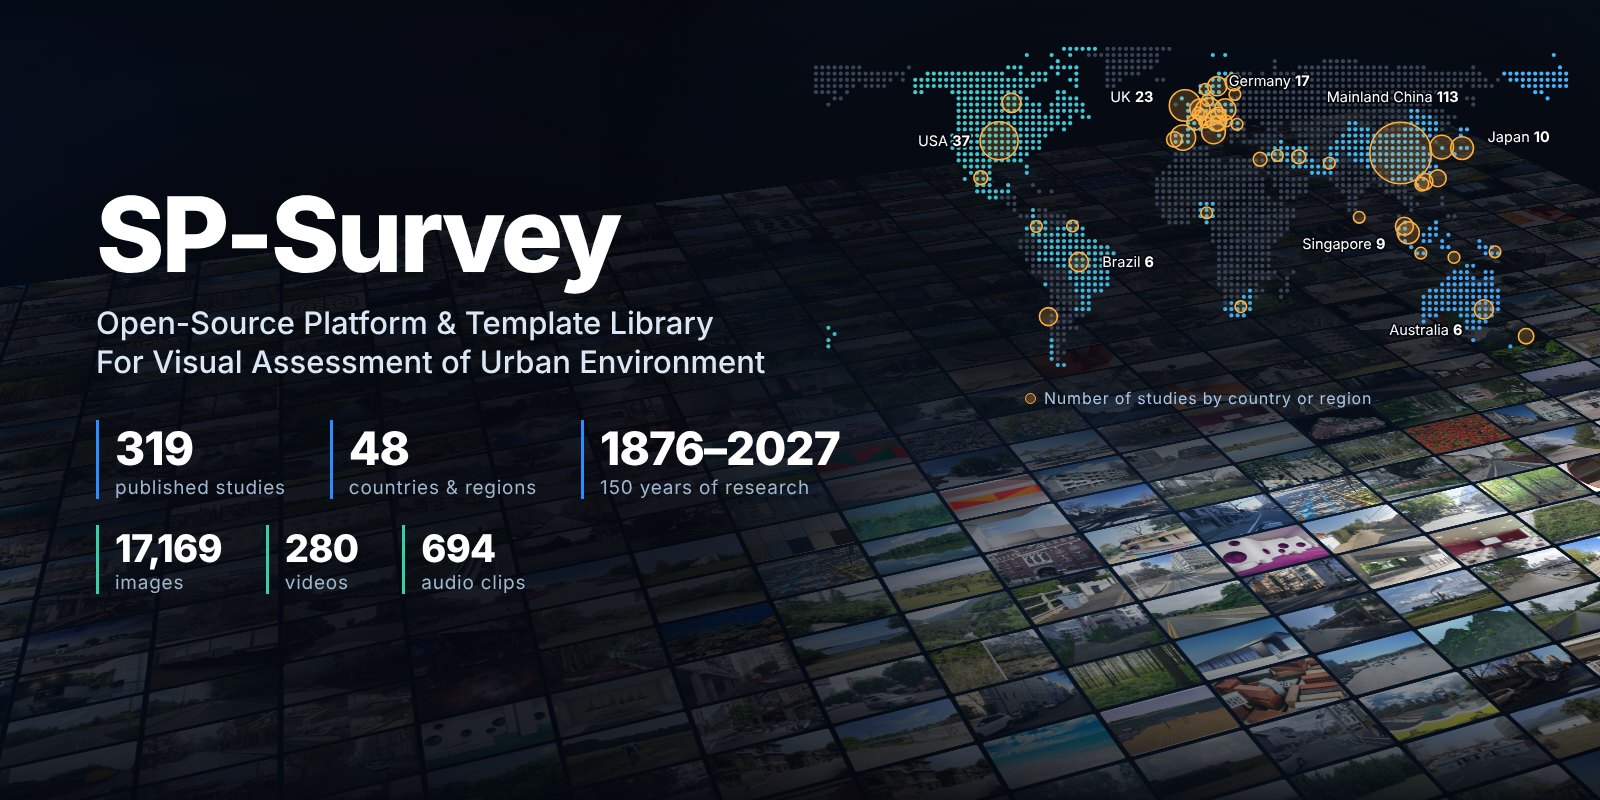 SP-Survey
Open-Source Platform & Template Library
For Visual Assessment of Urban Environment
319
published studies
48
countries & regions
1876–2027
150 years of research
17,169
images
280
videos
694
audio clips
Germany 17
UK 23
Mainland China 113
USA 37
Japan 10
Singapore 9
Brazil 6
Australia 6
Number of studies by country or region